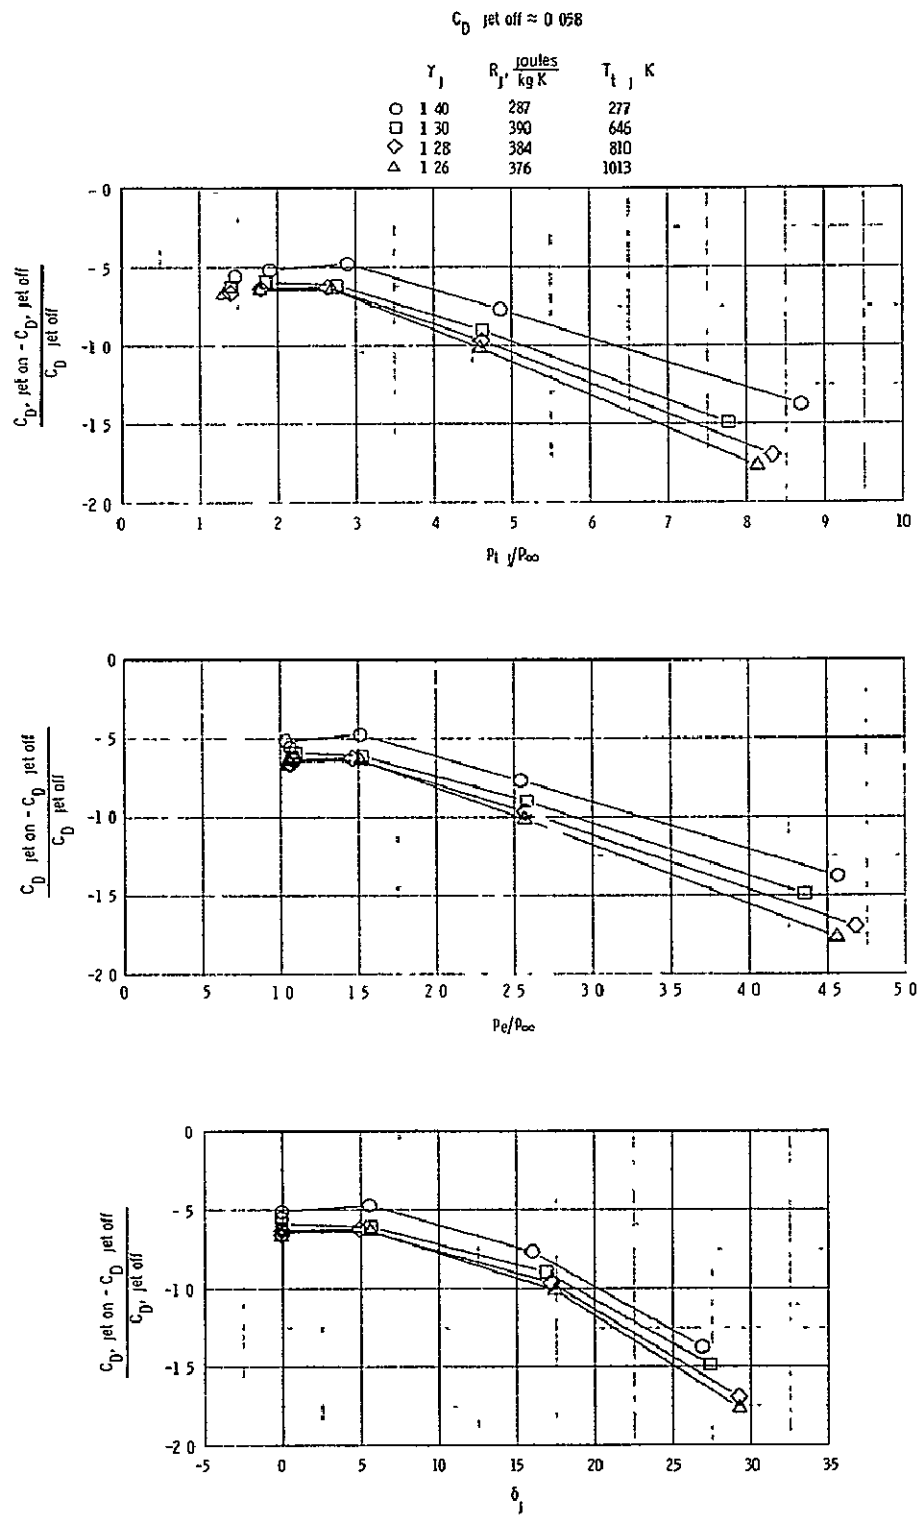 C_D jet off ≈ 0 058
γ_j R_j, joules/kg K T_t j K
○ 1 40 287 277
□ 1 30 390 646
◇ 1 28 384 810
△ 1 26 376 1013
C_D, jet on - C_D, jet off
C_D jet off
- 0
- 5
-1 0
-1 5
-2 0
0 1 2 3 4 5 6 7 8 9 10
p_t j/p_∞
C_D jet on - C_D jet off
C_D jet off
0
- 5
-1 0
-1 5
-2 0
0 5 1 0 1 5 2 0 2 5 3 0 3 5 4 0 4 5 5 0
p_e/p_∞
C_D, jet on - C_D jet off
C_D, jet off
0
- 5
-1 0
-1 5
-2 0
-5 0 5 10 15 20 25 30 35
δ_j